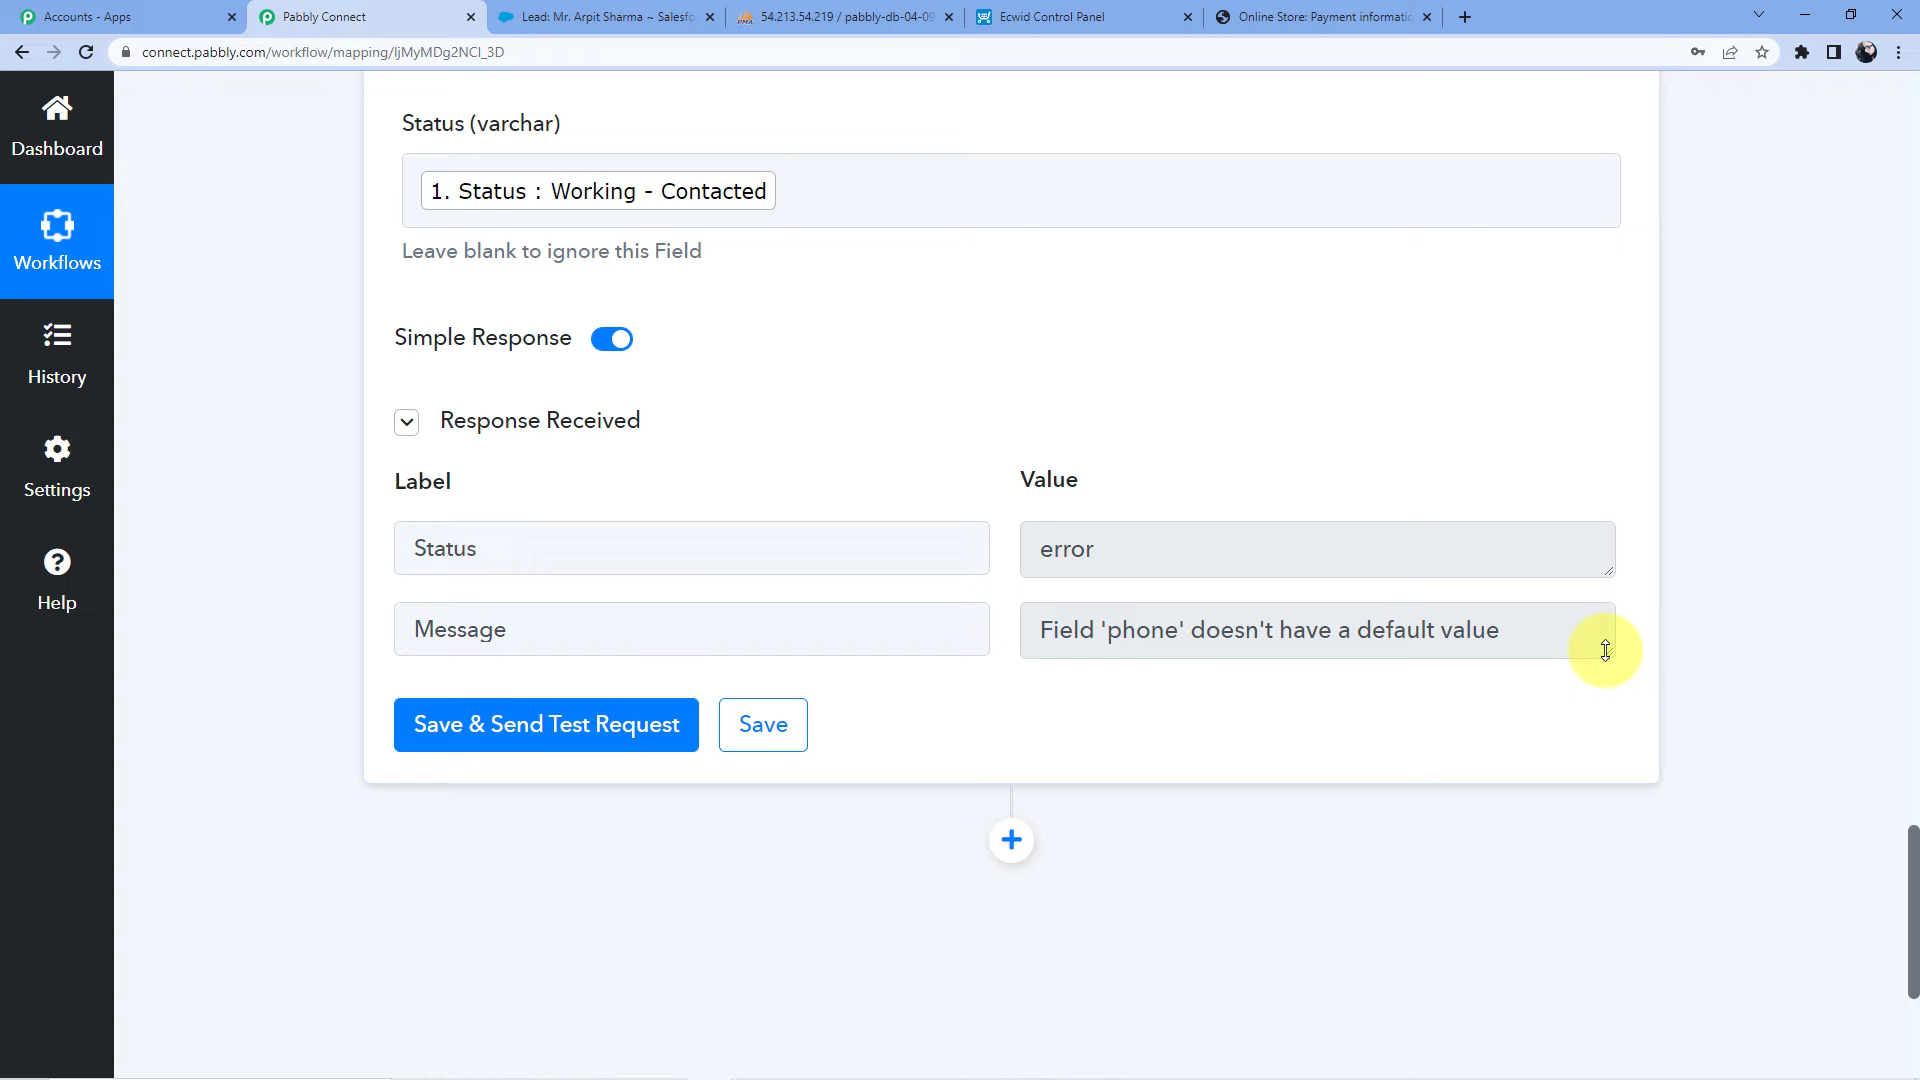 Accounts - Apps
Pabbly Connect
Lead: Mr. Arpit Sharma ~ Salesfo
54.213.54.219 / pabbly-db-04-09
Ecwid Control Panel
Online Store: Payment informatic
connect.pabbly.com/workflow/mapping/IjMyMDg2NCI_3D
Dashboard
Workflows
History
Settings
Help
Status (varchar)
1. Status : Working - Contacted
Leave blank to ignore this Field
Simple Response
Response Received
Label
Value
Status
error
Message
Field 'phone' doesn't have a default value
Save & Send Test Request
Save